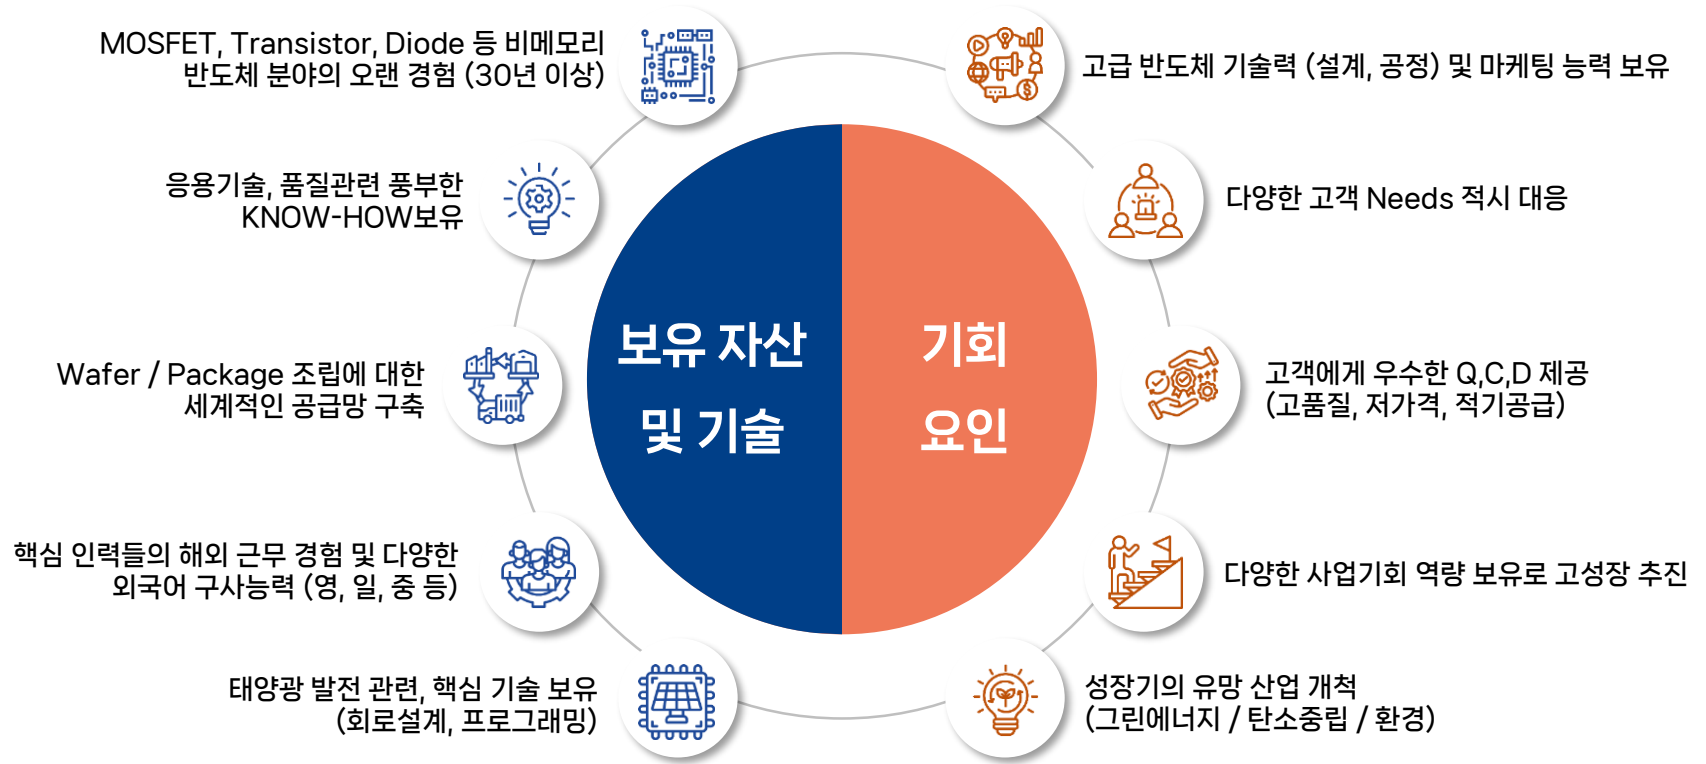 MOSFET, Transistor, Diode 등 비메모리
반도체 분야의 오랜 경험 (30년 이상)
응용기술, 품질관련 풍부한
KNOW-HOW보유
Wafer / Package 조립에 대한
세계적인 공급망 구축
핵심 인력들의 해외 근무 경험 및 다양한
외국어 구사능력 (영, 일, 중 등)
태양광 발전 관련, 핵심 기술 보유
(회로설계, 프로그래밍)
보유 자산
및 기술
기회
요인
고급 반도체 기술력 (설계, 공정) 및 마케팅 능력 보유
다양한 고객 Needs 적시 대응
고객에게 우수한 Q,C,D 제공
(고품질, 저가격, 적기공급)
다양한 사업기회 역량 보유로 고성장 추진
성장기의 유망 산업 개척
(그린에너지 / 탄소중립 / 환경)